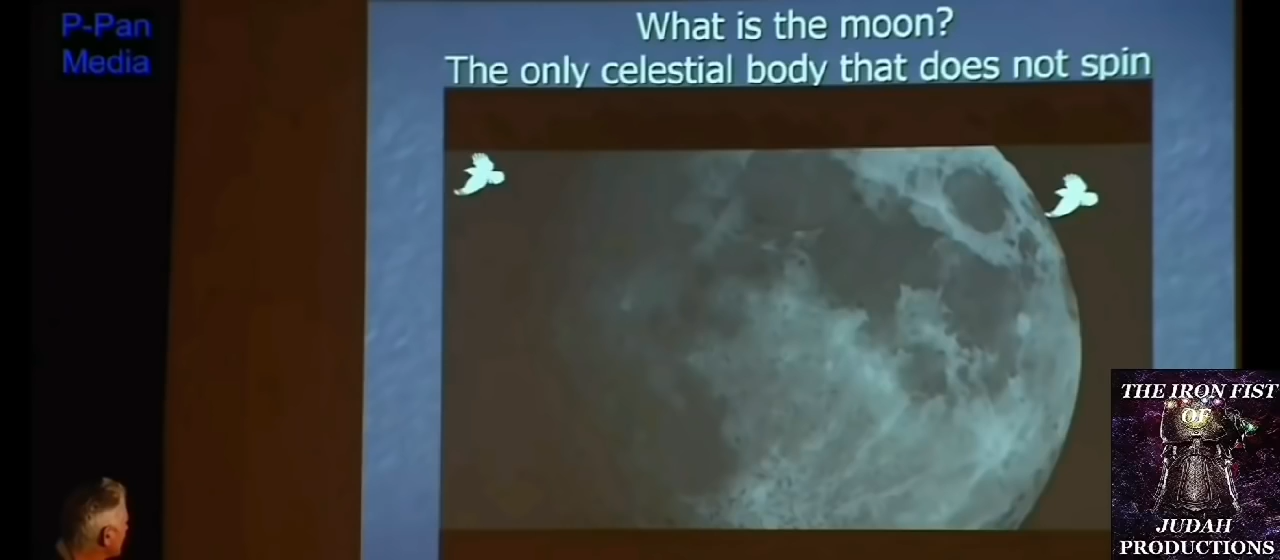 P-Pan
Media
What is the moon?
The only celestial body that does not spin
THE IRON FIST
OF
JUDAH
PRODUCTIONS